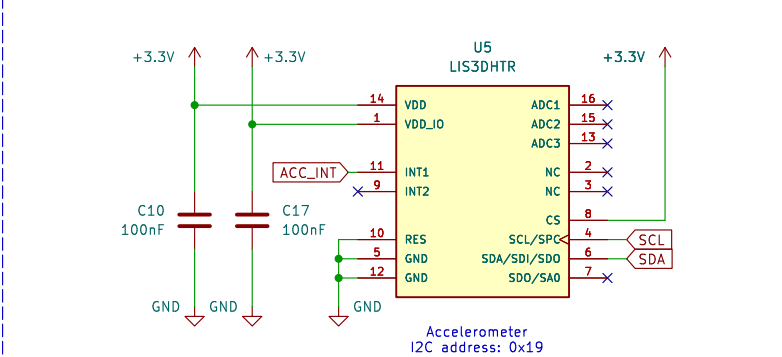 U5
LIS3DHTR
+3.3V
+3.3V
+3.3V
14 VDD ADC1 16
1 VDD_IO ADC2 15
ADC3 13
ACC_INT 11 INT1 NC 2
9 INT2 NC 3
C10
100nF
C17
100nF
CS 8
10 RES SCL/SPC 4 SCL
5 GND SDA/SDI/SDO 6 SDA
12 GND SDO/SA0 7
GND
GND
GND
Accelerometer
I2C address: 0x19